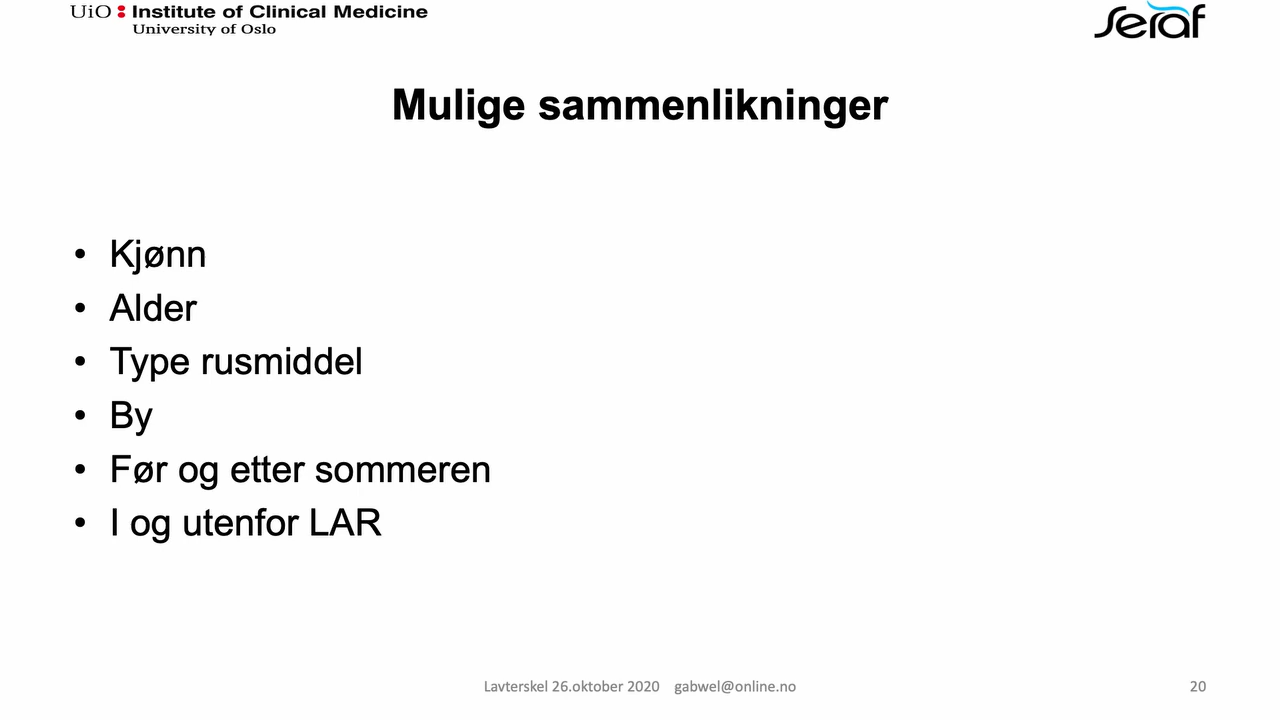 UiO Institute of Clinical Medicine
University of Oslo
seraf
Mulige sammenlikninger
• Kjønn
• Alder
• Type rusmiddel
• By
• Før og etter sommeren
• I og utenfor LAR
Lavterskel 26.oktober 2020 gabwel@online.no
20